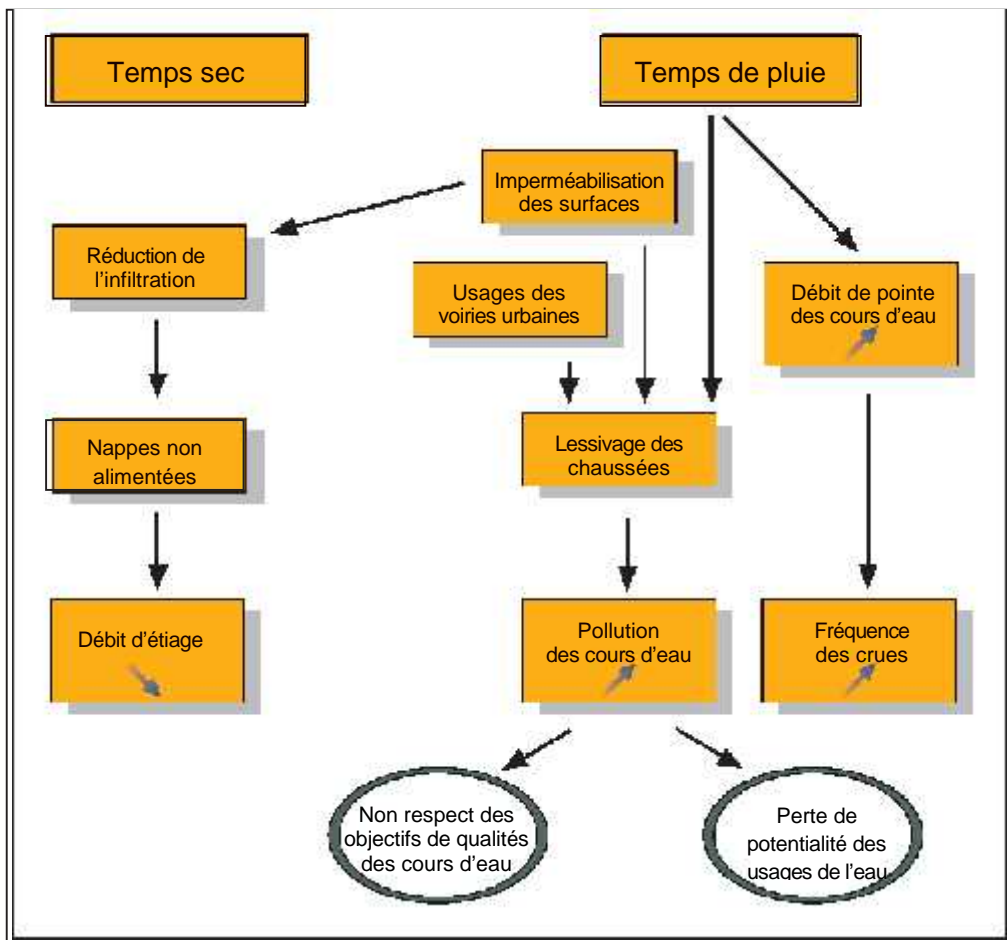 Temps sec
Temps de pluie
Imperméabilisation
des surfaces
Réduction de
l’infiltration
Usages des
voiries urbaines
Débit de pointe
des cours d’eau
Nappes non
alimentées
Lessivage des
chaussées
Débit d’étiage
Pollution
des cours d’eau
Fréquence
des crues
Non respect des
objectifs de qualités
des cours d’eau
Perte de
potentialité des
usages de l’eau